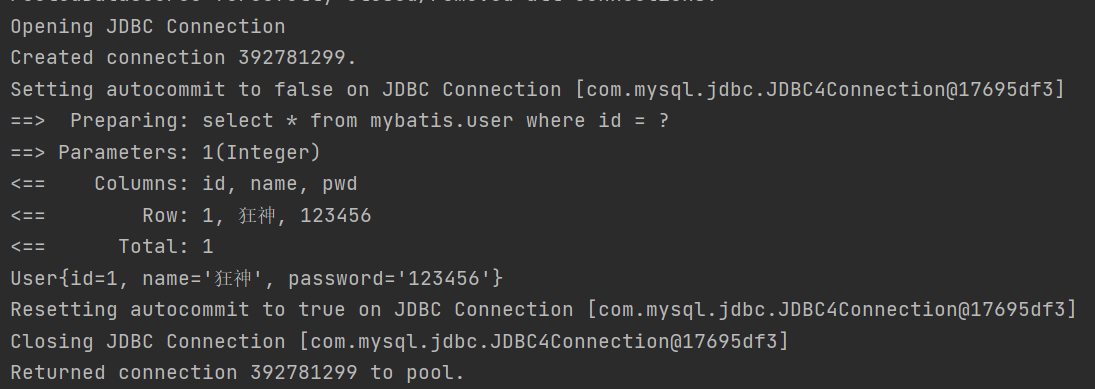 Opening JDBC Connection
Created connection 392781299.
Setting autocommit to false on JDBC Connection [com.mysql.jdbc.JDBC4Connection@17695df3]
==>  Preparing: select * from mybatis.user where id = ?
==> Parameters: 1(Integer)
<==    Columns: id, name, pwd
<==        Row: 1, 狂神, 123456
<==      Total: 1
User{id=1, name='狂神', password='123456'}
Resetting autocommit to true on JDBC Connection [com.mysql.jdbc.JDBC4Connection@17695df3]
Closing JDBC Connection [com.mysql.jdbc.JDBC4Connection@17695df3]
Returned connection 392781299 to pool.